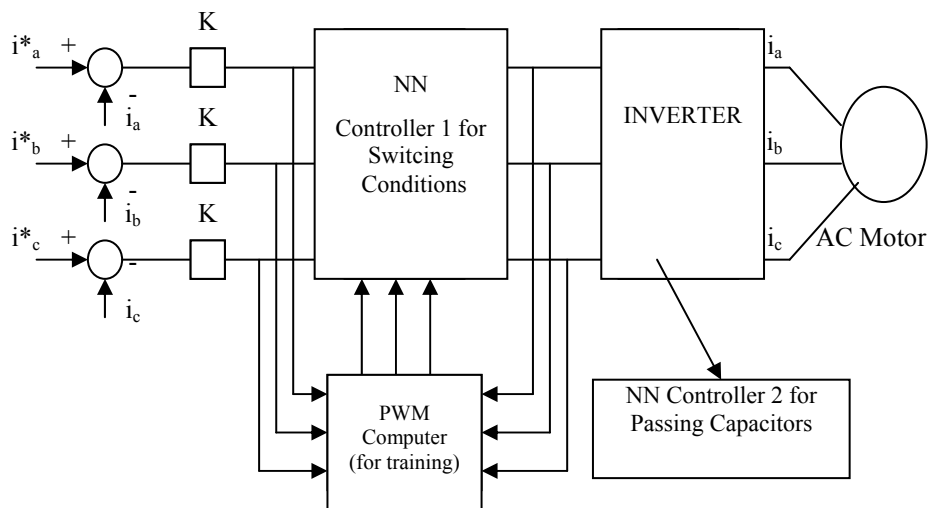 K
i*a + -
ia
K
i*b + -
ib
K
i*c + -
ic
NN
Controller 1 for
Switcing
Conditions
INVERTER
ia
ib
ic
AC Motor
PWM
Computer
(for training)
NN Controller 2 for
Passing Capacitors